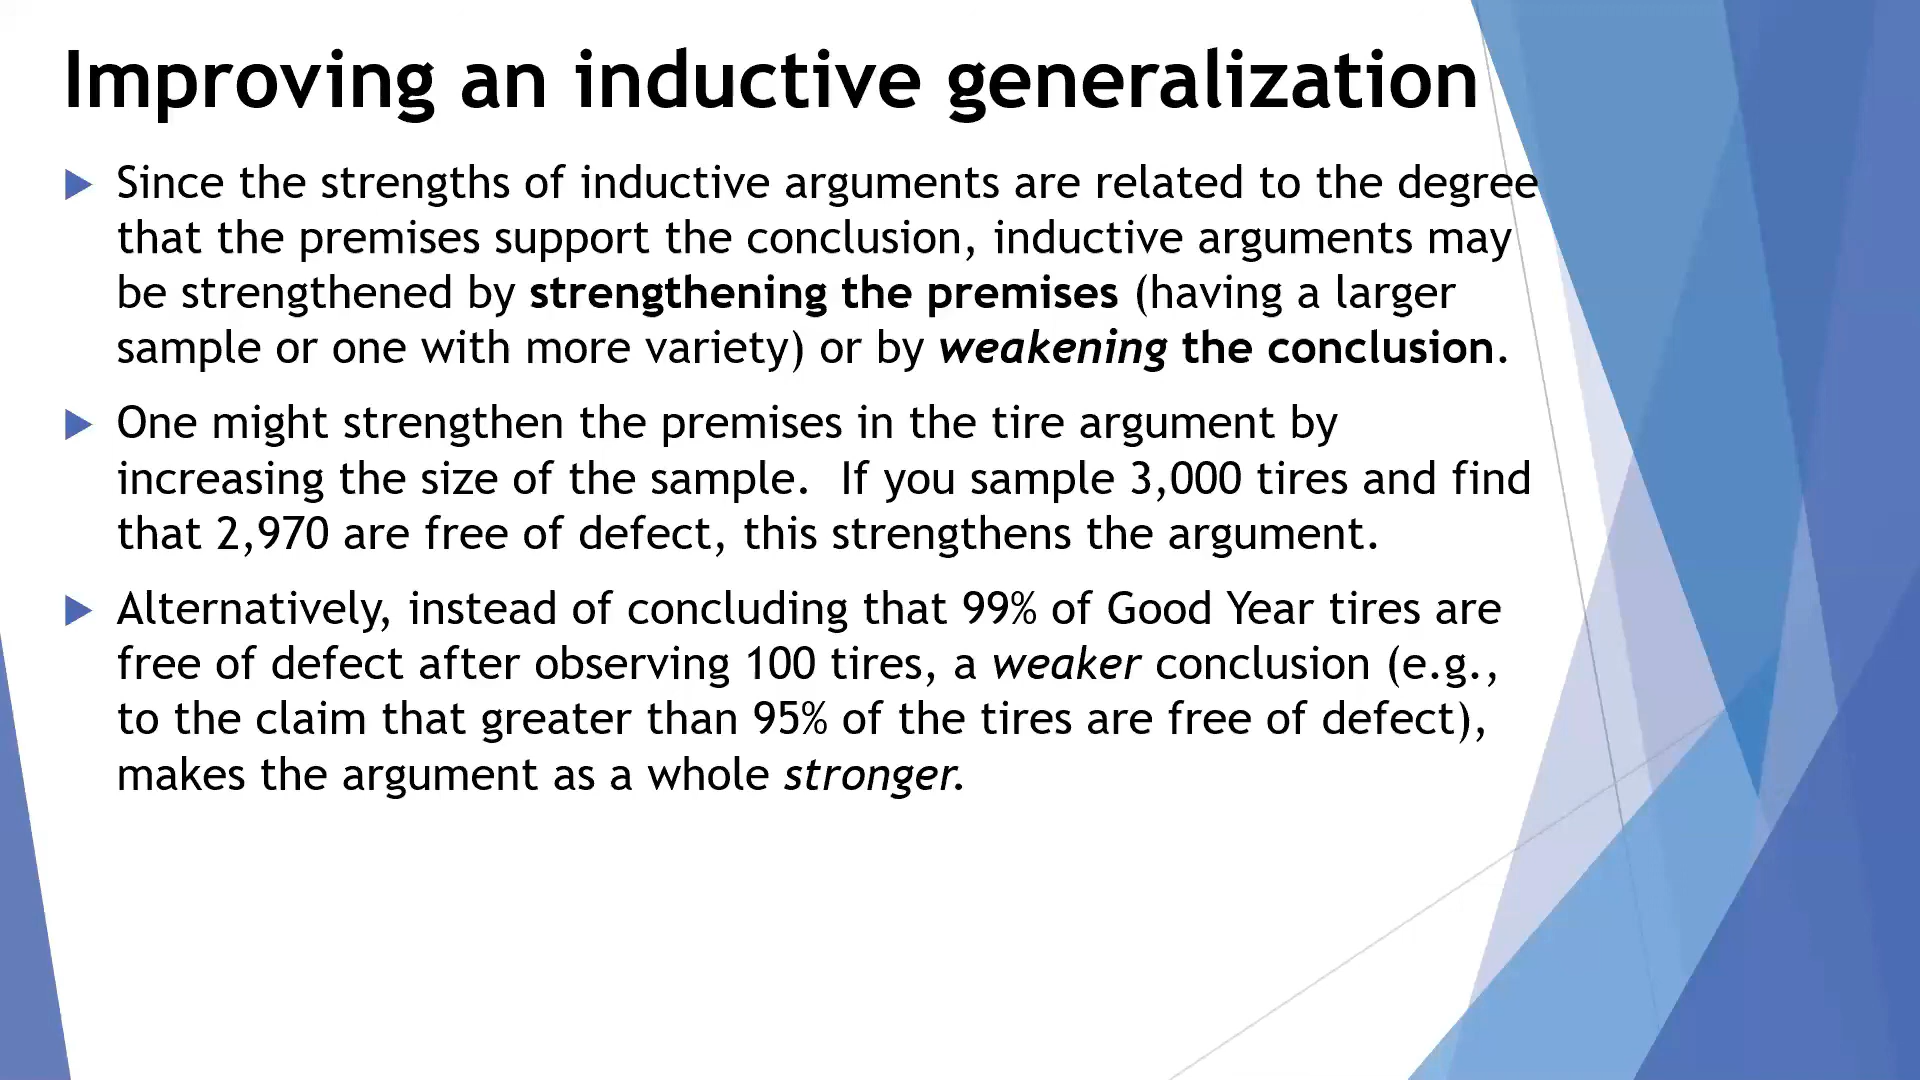 Improving an inductive generalization
Since the strengths of inductive arguments are related to the degree
that the premises support the conclusion, inductive arguments may
be strengthened by strengthening the premises (having a larger
sample or one with more variety) or by weakening the conclusion.
One might strengthen the premises in the tire argument by
increasing the size of the sample.  If you sample 3,000 tires and find
that 2,970 are free of defect, this strengthens the argument.
Alternatively, instead of concluding that 99% of Good Year tires are
free of defect after observing 100 tires, a weaker conclusion (e.g.,
to the claim that greater than 95% of the tires are free of defect),
makes the argument as a whole stronger.